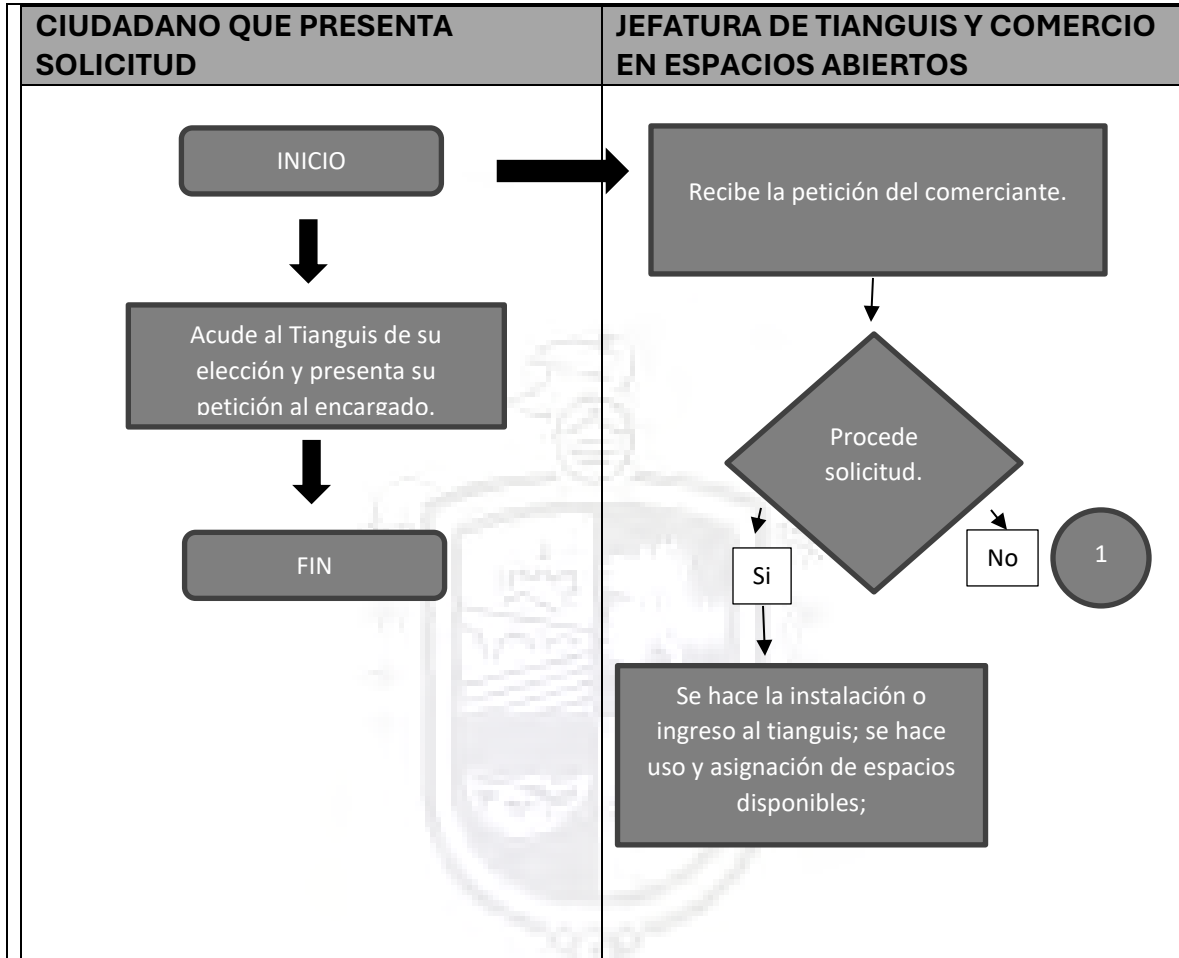 CIUDADANO QUE PRESENTA
SOLICITUD
JEFATURA DE TIANGUIS Y COMERCIO
EN ESPACIOS ABIERTOS
INICIO
Acude al Tianguis de su
elección y presenta su
petición al encargado.
FIN
Recibe la petición del comerciante.
Procede
solicitud.
Si
No
1
Se hace la instalación o
ingreso al tianguis; se hace
uso y asignación de espacios
disponibles;